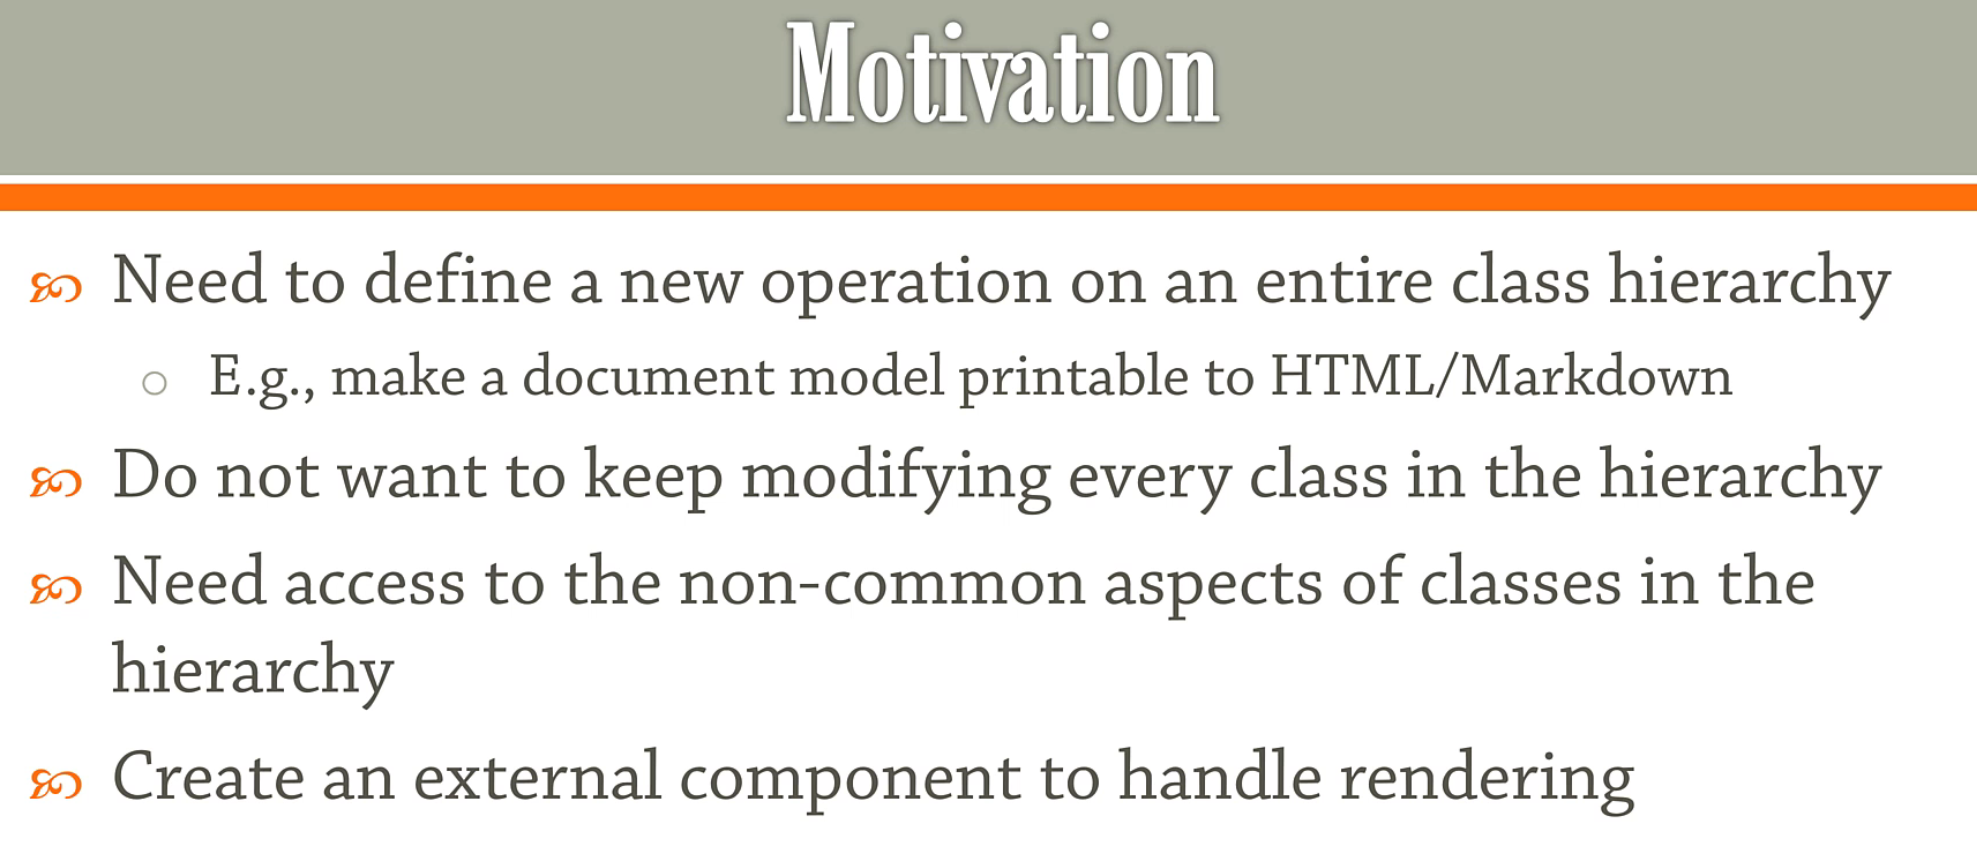 Motivation
Need to define a new operation on an entire class hierarchy
E.g., make a document model printable to HTML/Markdown
Do not want to keep modifying every class in the hierarchy
Need access to the non-common aspects of classes in the
hierarchy
Create an external component to handle rendering